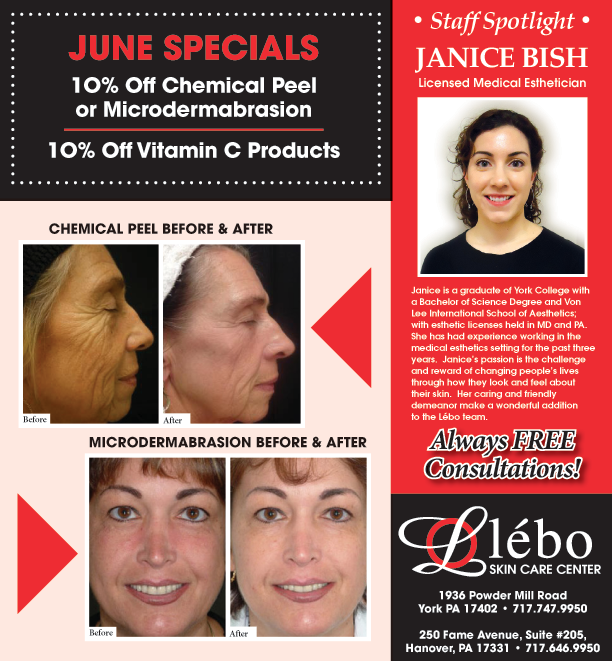 JUNE SPECIALS
10% Off Chemical Peel
or Microdermabrasion
10% Off Vitamin C Products
CHEMICAL PEEL BEFORE & AFTER
Before
After
MICRODERMABRASION BEFORE & AFTER
Before
After
• Staff Spotlight •
JANICE BISH
Licensed Medical Esthetician
Janice is a graduate of York College with
a Bachelor of Science Degree and Von
Lee International School of Aesthetics;
with esthetic licenses held in MD and PA.
She has had experience working in the
medical esthetics setting for the past three
years. Janice's passion is the challenge
and reward of changing people's lives
through how they look and feel about
their skin. Her caring and friendly
demeanor make a wonderful addition
to the Lébo team.
Always FREE
Consultations!
L lébo
SKIN CARE CENTER
1936 Powder Mill Road
York PA 17402 • 717.747.9950
250 Fame Avenue, Suite #205,
Hanover, PA 17331 • 717.646.9950